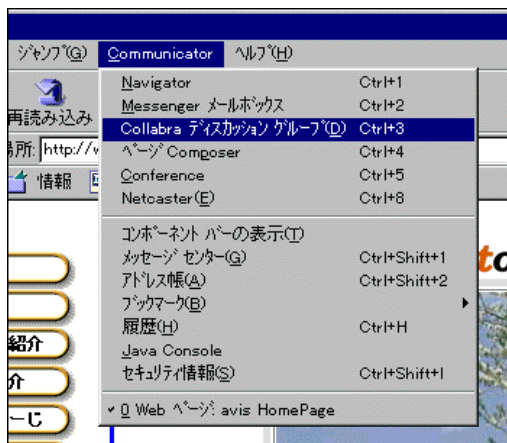 ｼﾞｬﾝﾌﾟ(G) Communicator ﾍﾙﾌﾟ(H)
再読み込み
Navigator Ctrl+1
Messenger ﾒｰﾙﾎﾞｯｸｽ Ctrl+2
Collabra ﾃﾞｨｽｶｯｼｮﾝ ｸﾞﾙｰﾌﾟ(D) Ctrl+3
場所: http://w
ﾍﾟｰｼﾞ Composer Ctrl+4
情報
Conference Ctrl+5
Netcaster(E) Ctrl+8
ｺﾝﾎﾟｰﾈﾝﾄ ﾊﾞｰの表示(T)
ﾒｯｾｰｼﾞ ｾﾝﾀｰ(G) Ctrl+Shift+1
to
ｱﾄﾞﾚｽ帳(A) Ctrl+Shift+2
ﾌﾞｯｸﾏｰｸ(B)
履歴(H) Ctrl+H
紹介
Java Console
ｾｷｭﾘﾃｨ情報(S) Ctrl+Shift+I
介
ーじ
0 Web ﾍﾟｰｼﾞ: avis HomePage
ーL